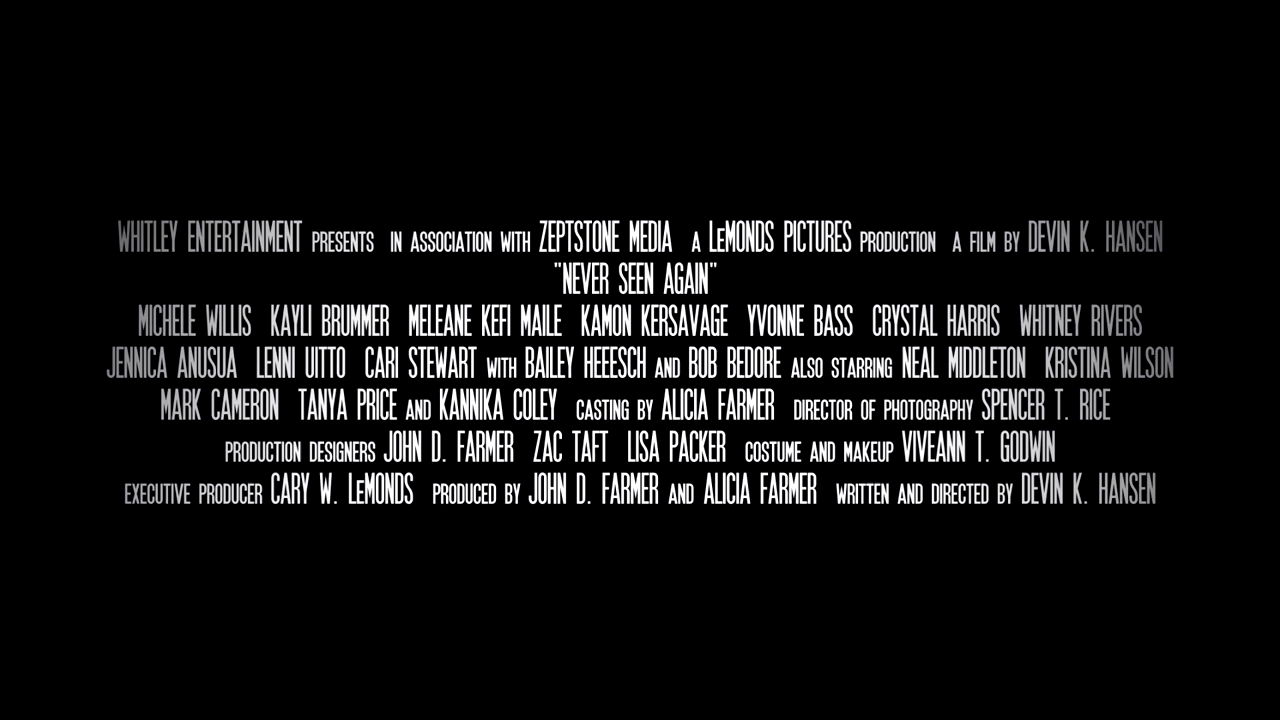 WHITLEY ENTERTAINMENT PRESENTS IN ASSOCIATION WITH ZEPTSTONE MEDIA A LeMONDS PICTURES PRODUCTION A FILM BY DEVIN K. HANSEN
"NEVER SEEN AGAIN"
MICHELE WILLIS KAYLI BRUMMER MELEANE KEFI MAILE KAMON KERSAVAGE YVONNE BASS CRYSTAL HARRIS WHITNEY RIVERS
JENNICA ANUSUA LENNI UITTO CARI STEWART WITH BAILEY HEEESCH AND BOB BEDORE ALSO STARRING NEAL MIDDLETON KRISTINA WILSON
MARK CAMERON TANYA PRICE AND KANNIKA COLEY CASTING BY ALICIA FARMER DIRECTOR OF PHOTOGRAPHY SPENCER T. RICE
PRODUCTION DESIGNERS JOHN D. FARMER ZAC TAFT LISA PACKER COSTUME AND MAKEUP VIVEANN T. GODWIN
EXECUTIVE PRODUCER CARY W. LeMONDS PRODUCED BY JOHN D. FARMER AND ALICIA FARMER WRITTEN AND DIRECTED BY DEVIN K. HANSEN